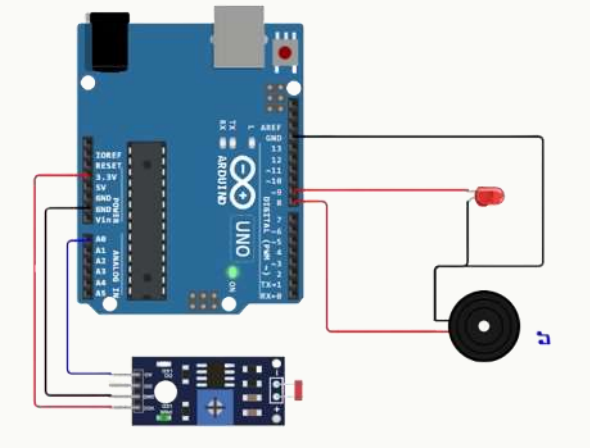 RX
TX
L
AREF
GND
13
12
~11
~10
~9
8
7
~6
~5
4
~3
2
TX→1
RX←0
DIGITAL (PWM ~)
ARDUINO
UNO
ON
IOREF
RESET
3.3V
5V
GND
GND
Vin
POWER
A0
A1
A2
A3
A4
A5
ANALOG IN